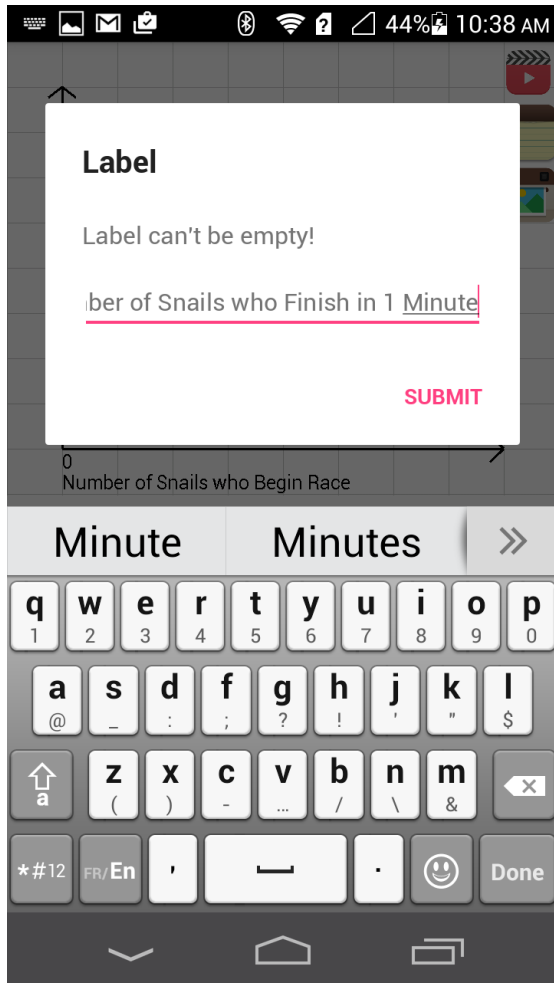 44% 10:38 AM
Label
Label can't be empty!
ber of Snails who Finish in 1 Minute
SUBMIT
0
Number of Snails who Begin Race
Minute Minutes
q w e r t y u i o p
1 2 3 4 5 6 7 8 9 0
a s d f g h j k l
@ _ : ; ? ! ' " $
a z x c v b n m
( ) - ... / \ &
*#12 FR/En , . Done